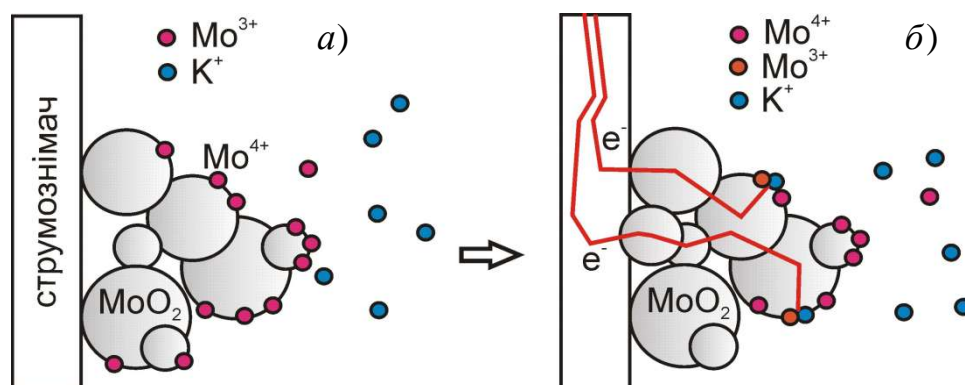 Mo³⁺
K⁺
а)
струмознімач
Mo⁴⁺
MoO₂
Mo⁴⁺
Mo³⁺
K⁺
б)
e⁻
e⁻
MoO₂